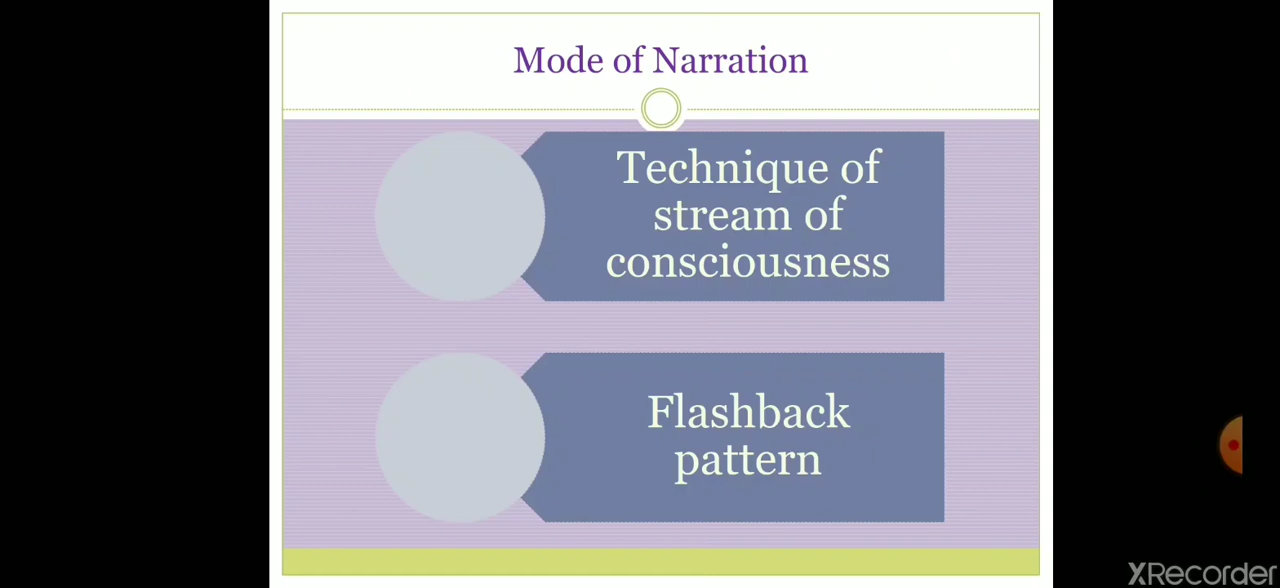 Mode of Narration
Technique of
stream of
consciousness
Flashback
pattern
XRecorder